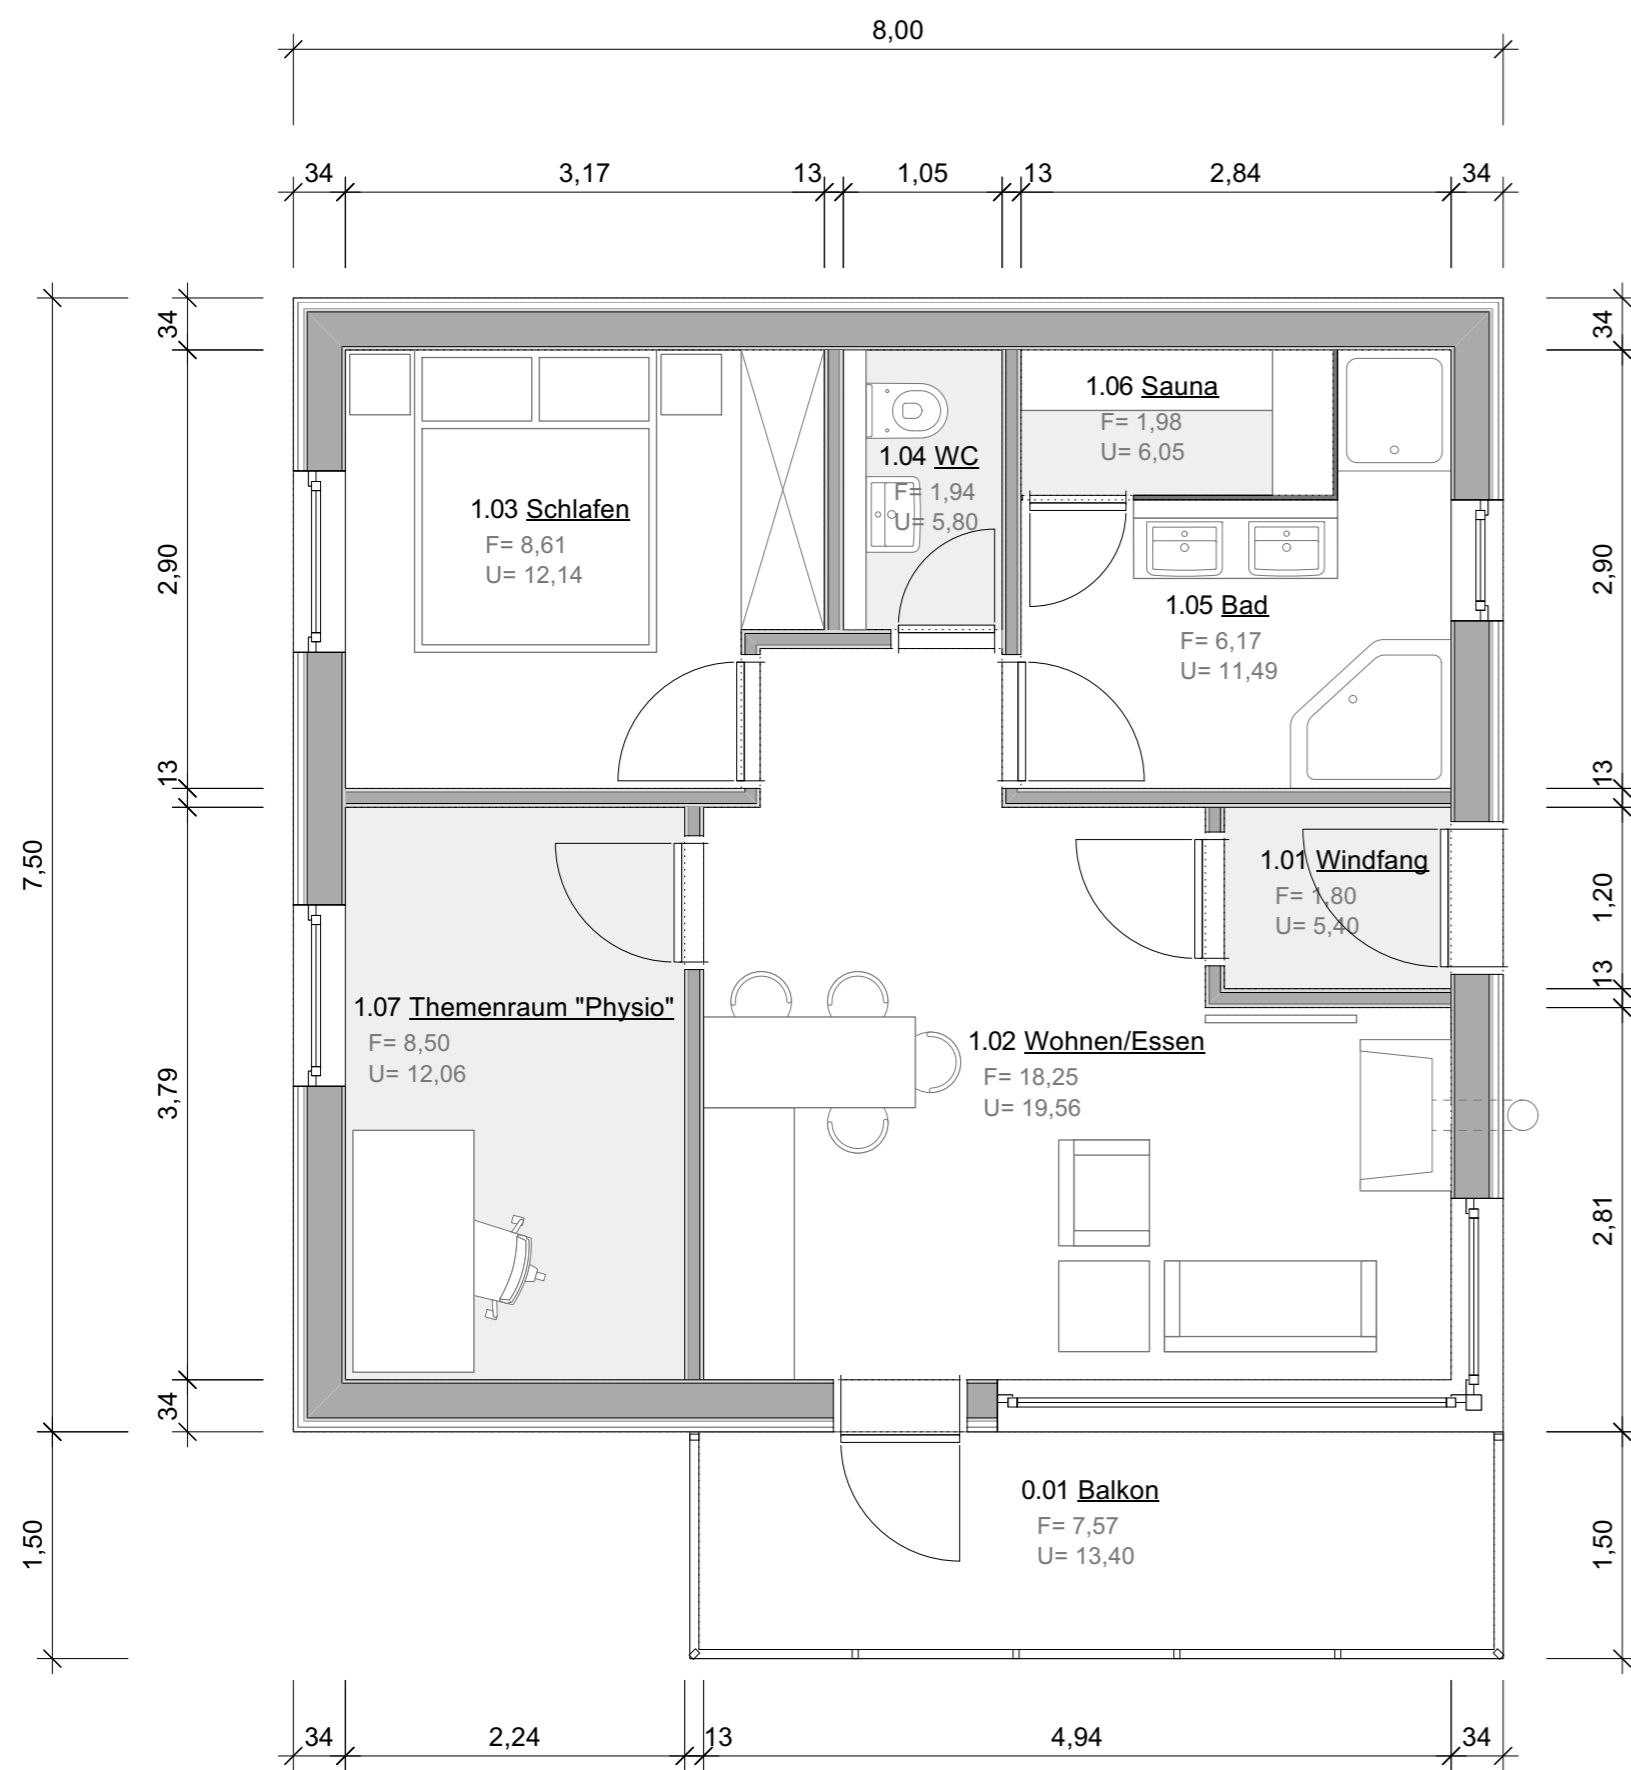 8,00
34
3,17
13
1,05
13
2,84
34
34
34
1.06 Sauna
F= 1,98
U= 6,05
1.04 WC
F= 1,94
U= 5,80
1.03 Schlafen
F= 8,61
U= 12,14
2,90
2,90
1.05 Bad
F= 6,17
U= 11,49
13
13
7,50
1.01 Windfang
F= 1,80
U= 5,40
1,20
13
1.07 Themenraum "Physio"
F= 8,50
U= 12,06
1.02 Wohnen/Essen
F= 18,25
U= 19,56
3,79
2,81
34
0.01 Balkon
F= 7,57
U= 13,40
1,50
1,50
34
2,24
13
4,94
34